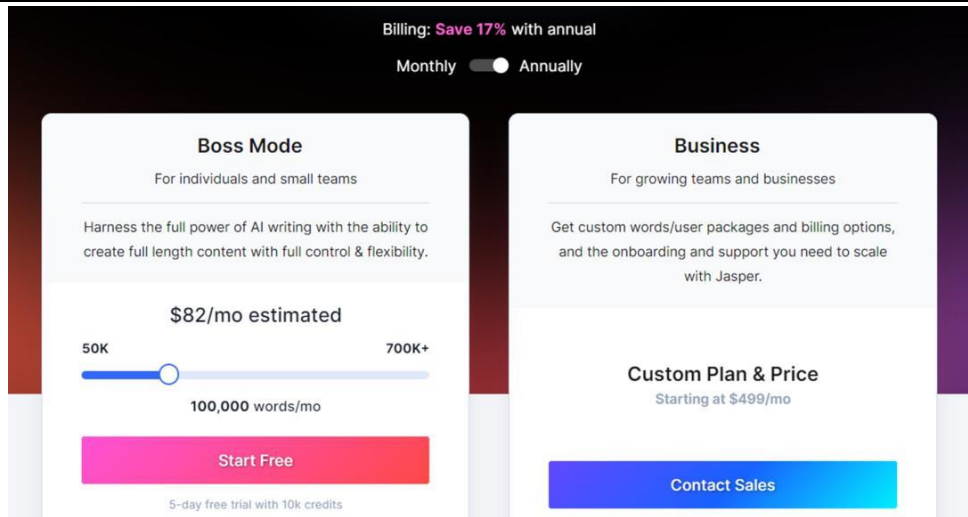 Billing: Save 17% with annual
Monthly Annually
Boss Mode
For individuals and small teams
Harness the full power of AI writing with the ability to
create full length content with full control & flexibility.
$82/mo estimated
50K 700K+
100,000 words/mo
Start Free
5-day free trial with 10k credits
Business
For growing teams and businesses
Get custom words/user packages and billing options,
and the onboarding and support you need to scale
with Jasper.
Custom Plan & Price
Starting at $499/mo
Contact Sales